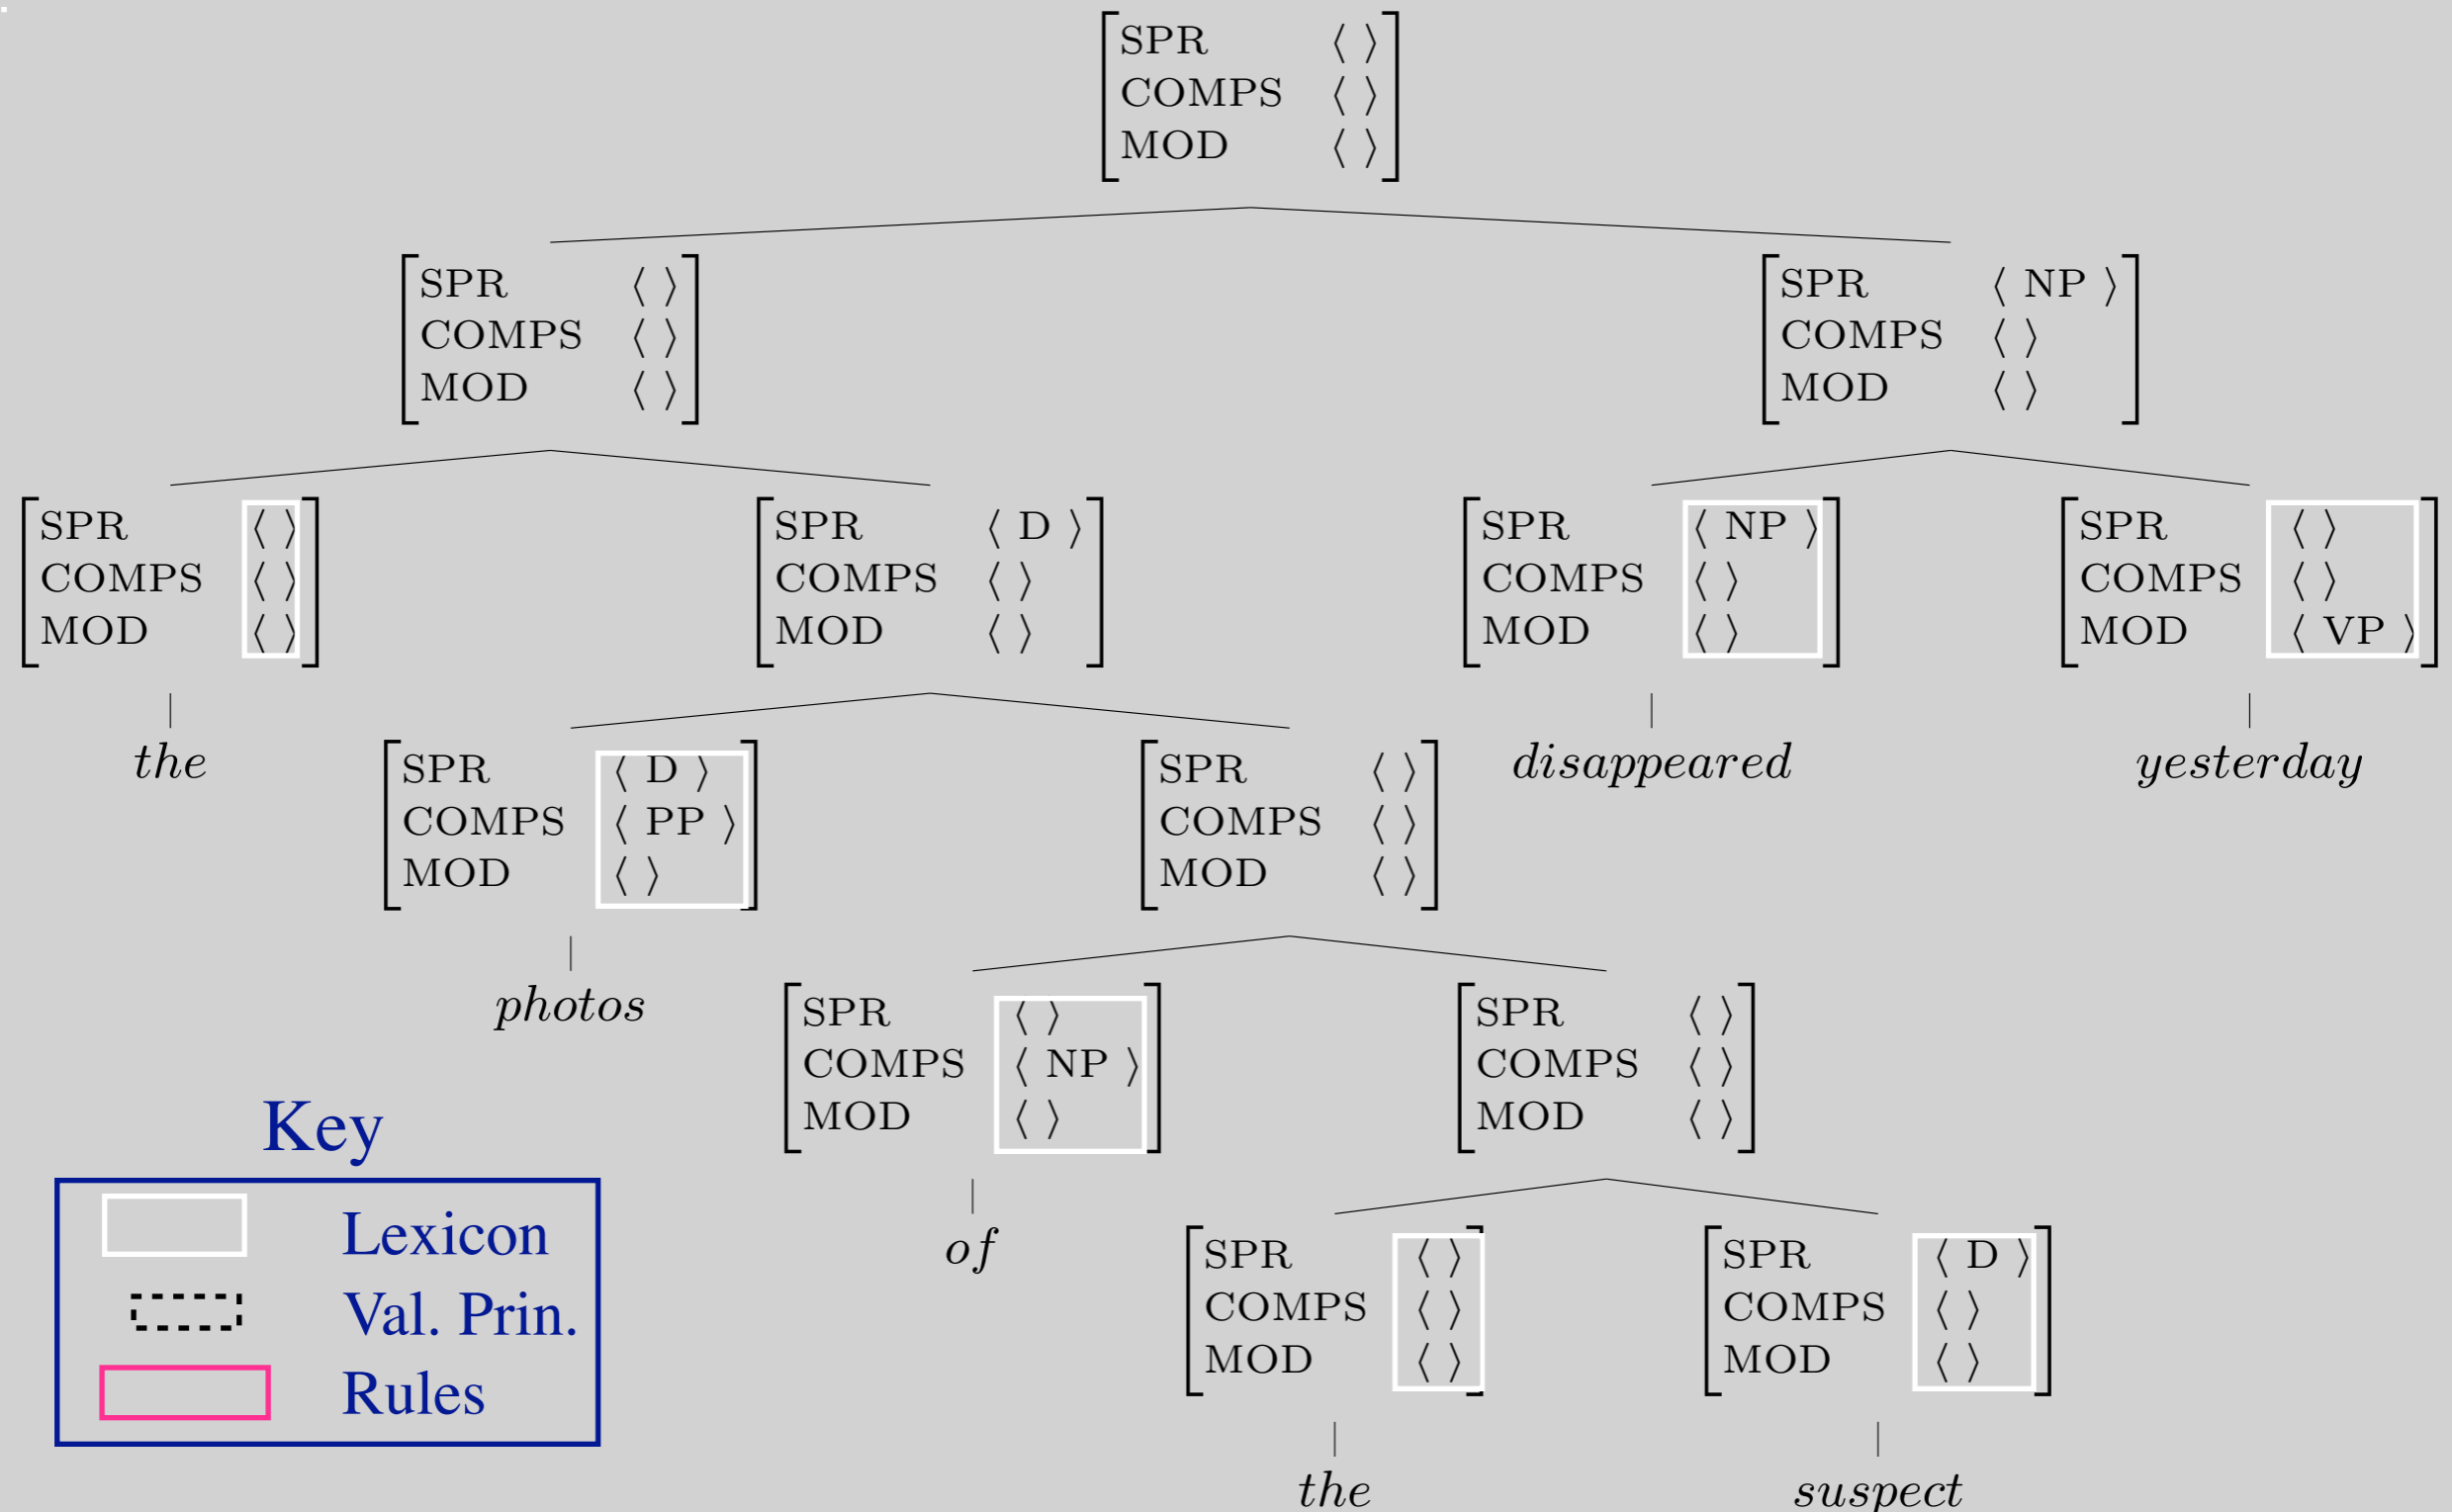 SPR ⟨ ⟩
COMPS ⟨ ⟩
MOD ⟨ ⟩
SPR ⟨ ⟩
COMPS ⟨ ⟩
MOD ⟨ ⟩
SPR ⟨ NP ⟩
COMPS ⟨ ⟩
MOD ⟨ ⟩
SPR ⟨ ⟩
COMPS ⟨ ⟩
MOD ⟨ ⟩
the
SPR ⟨ D ⟩
COMPS ⟨ ⟩
MOD ⟨ ⟩
SPR ⟨ NP ⟩
COMPS ⟨ ⟩
MOD ⟨ ⟩
disappeared
SPR ⟨ ⟩
COMPS ⟨ ⟩
MOD ⟨ VP ⟩
yesterday
SPR ⟨ D ⟩
COMPS ⟨ PP ⟩
MOD ⟨ ⟩
photos
SPR ⟨ ⟩
COMPS ⟨ ⟩
MOD ⟨ ⟩
SPR ⟨ ⟩
COMPS ⟨ NP ⟩
MOD ⟨ ⟩
of
SPR ⟨ ⟩
COMPS ⟨ ⟩
MOD ⟨ ⟩
SPR ⟨ ⟩
COMPS ⟨ ⟩
MOD ⟨ ⟩
the
SPR ⟨ D ⟩
COMPS ⟨ ⟩
MOD ⟨ ⟩
suspect
Key
Lexicon
Val. Prin.
Rules